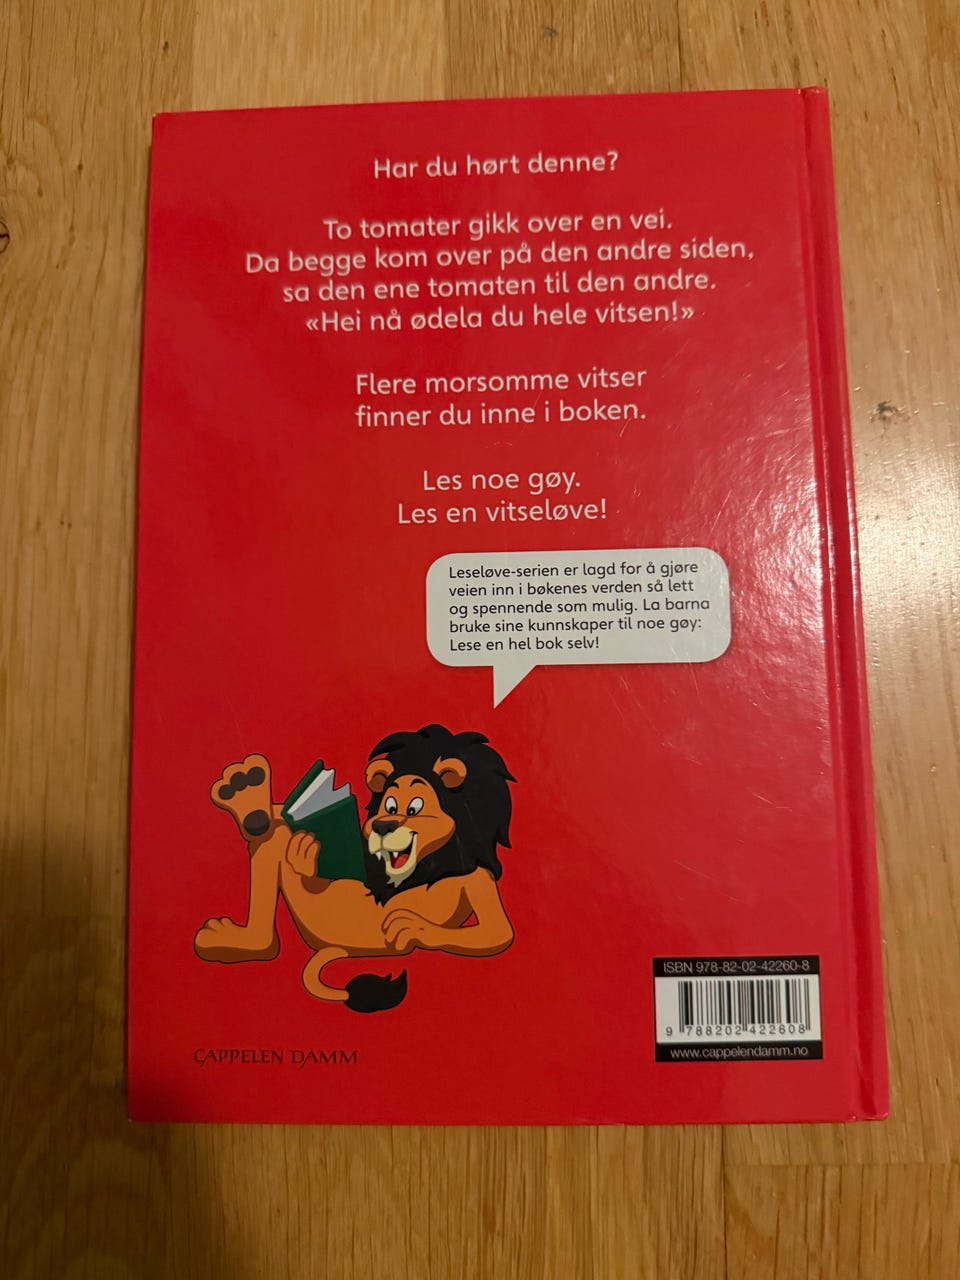 Har du hørt denne?
To tomater gikk over en vei.
Da begge kom over på den andre siden,
sa den ene tomaten til den andre.
«Hei nå ødela du hele vitsen!»
Flere morsomme vitser
finner du inne i boken.
Les noe gøy.
Les en vitseløve!
Leseløve-serien er lagd for å gjøre
veien inn i bøkenes verden så lett
og spennende som mulig. La barna
bruke sine kunnskaper til noe gøy:
Lese en hel bok selv!
ISBN 978-82-02-42260-8
9 788202 422608
www.cappelendamm.no
CAPPELEN DAMM